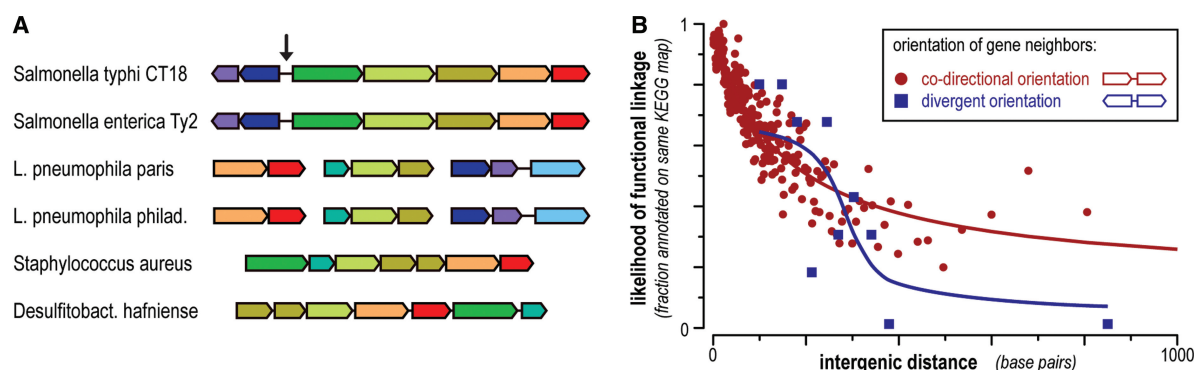 A
Salmonella typhi CT18
Salmonella enterica Ty2
L. pneumophila paris
L. pneumophila philad.
Staphylococcus aureus
Desulfitobact. hafniense
B
likelihood of functional linkage
(fraction annotated on same KEGG map)
1
0
orientation of gene neighbors:
co-directional orientation
divergent orientation
0
1000
intergenic distance (base pairs)